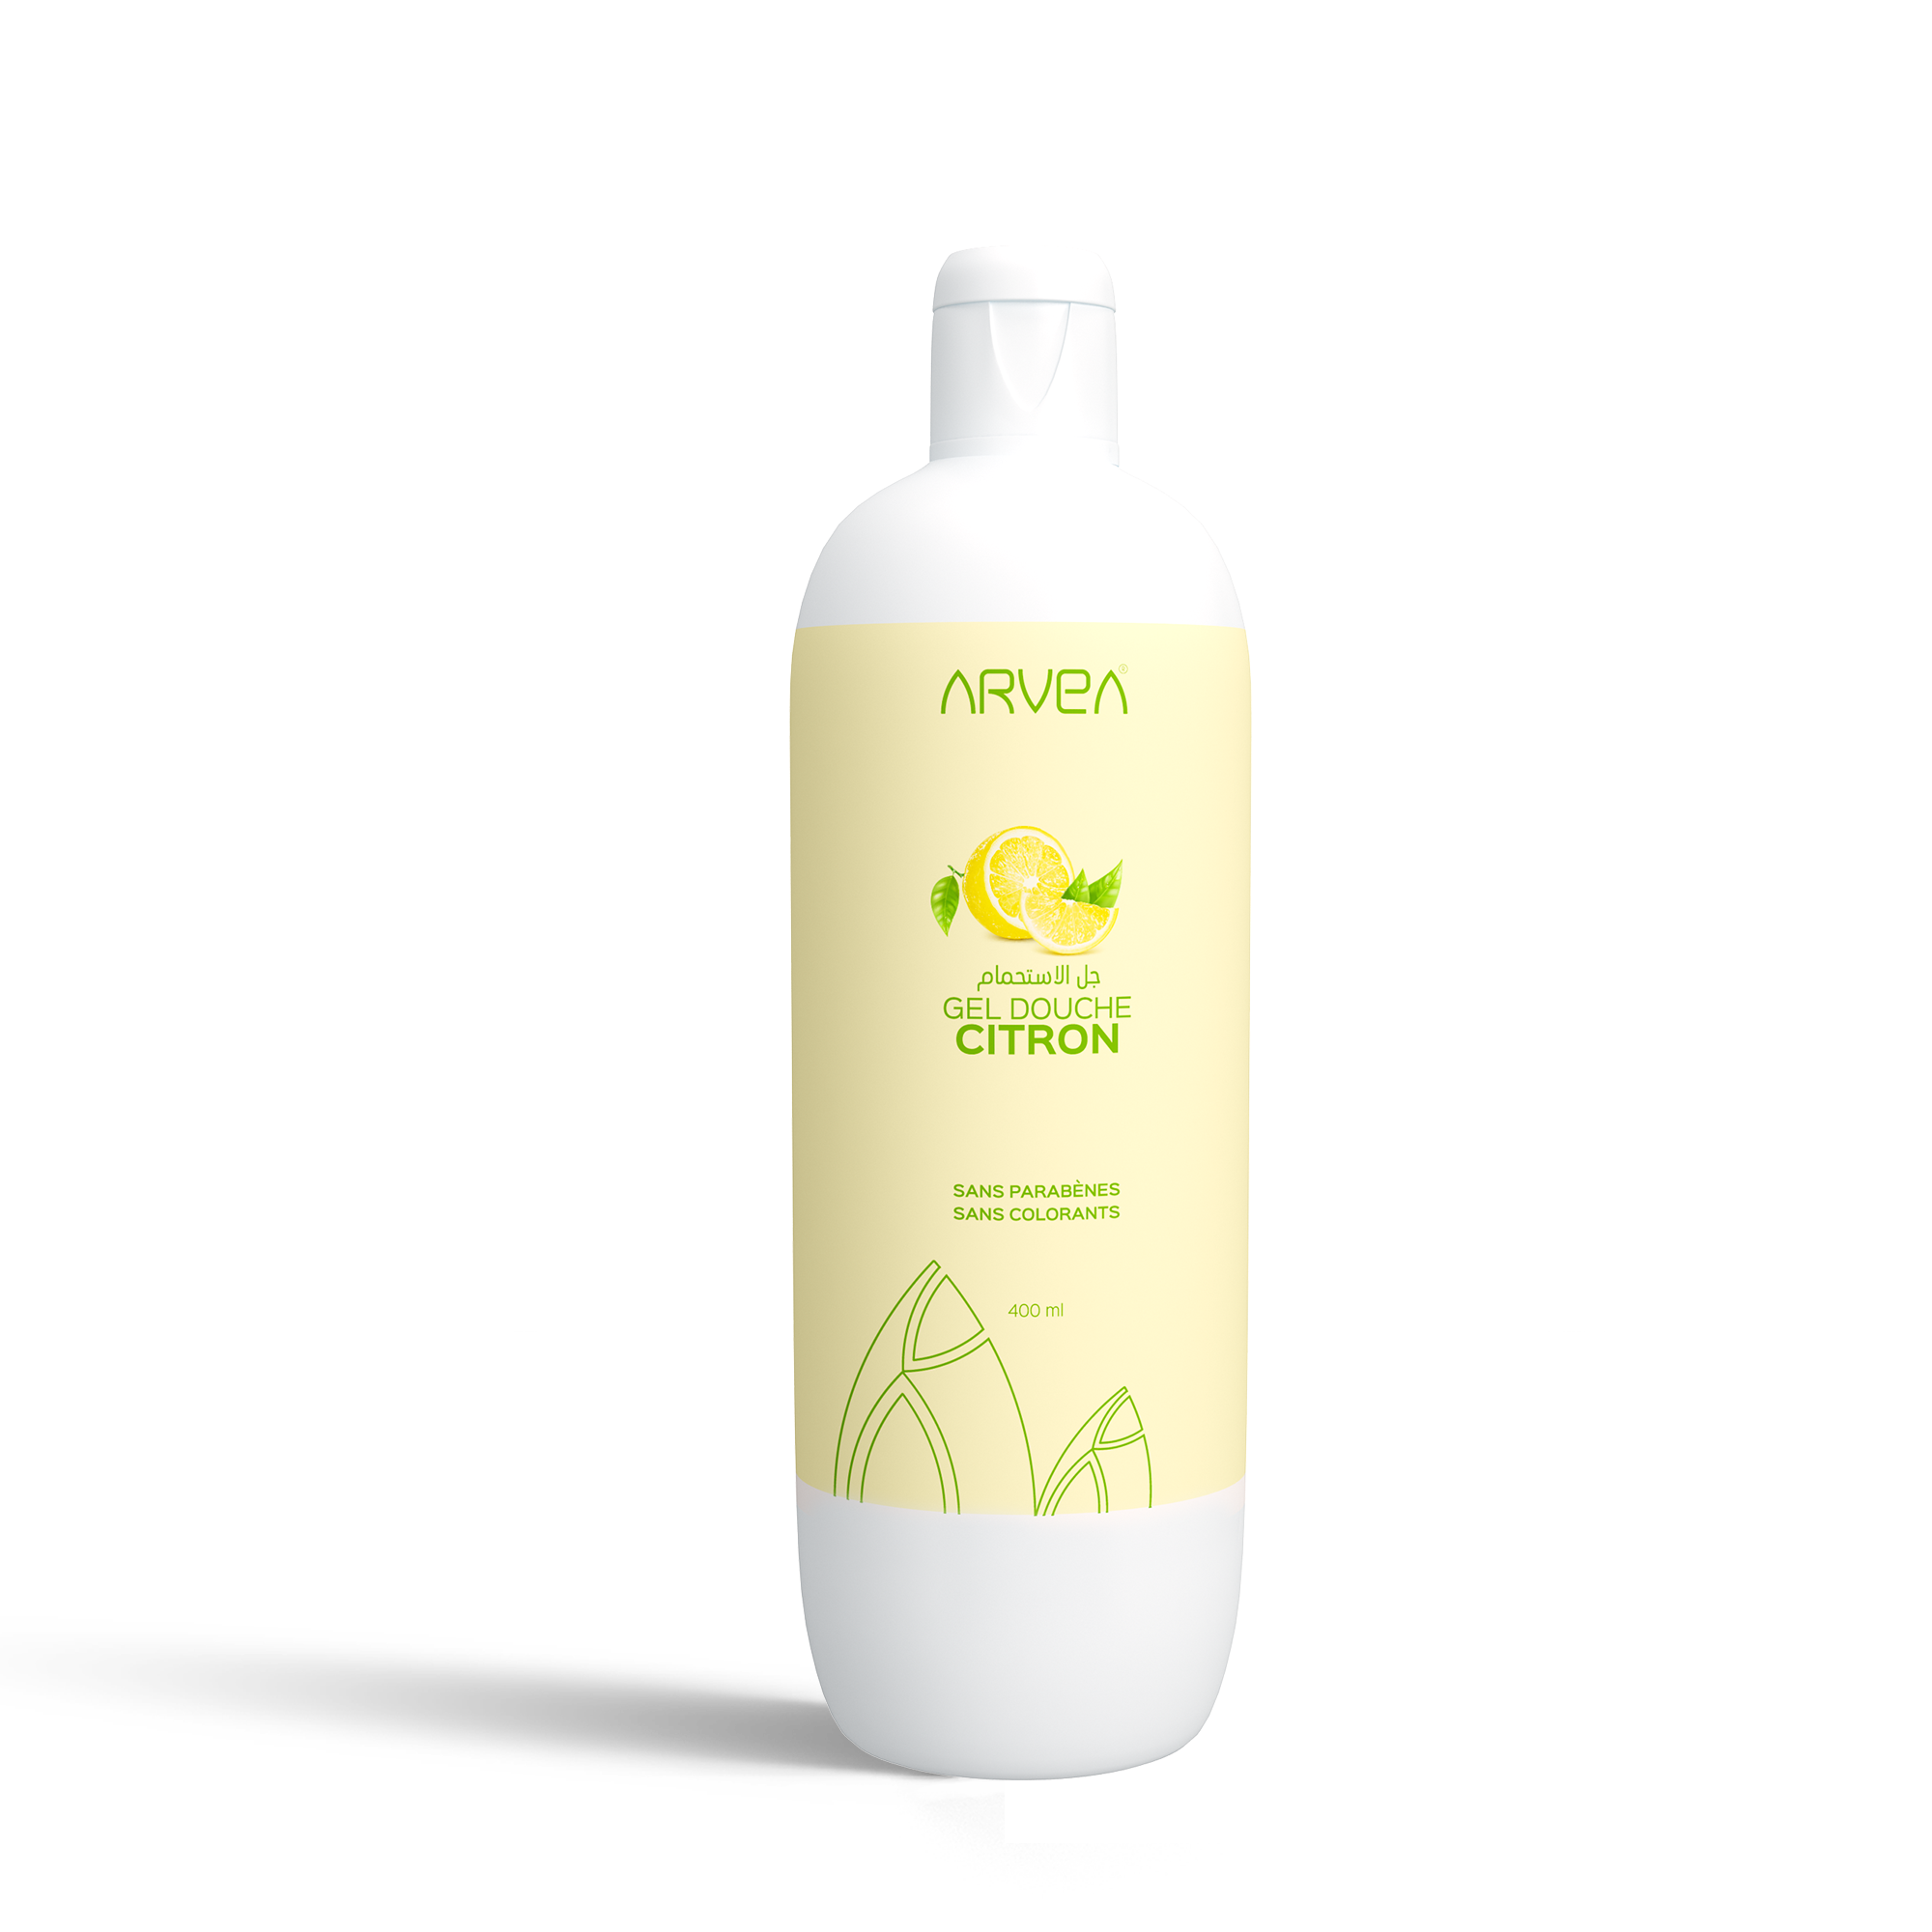 ARVEA®
جل الاستحمام
GEL DOUCHE
CITRON
SANS PARABÈNES
SANS COLORANTS
400 ml